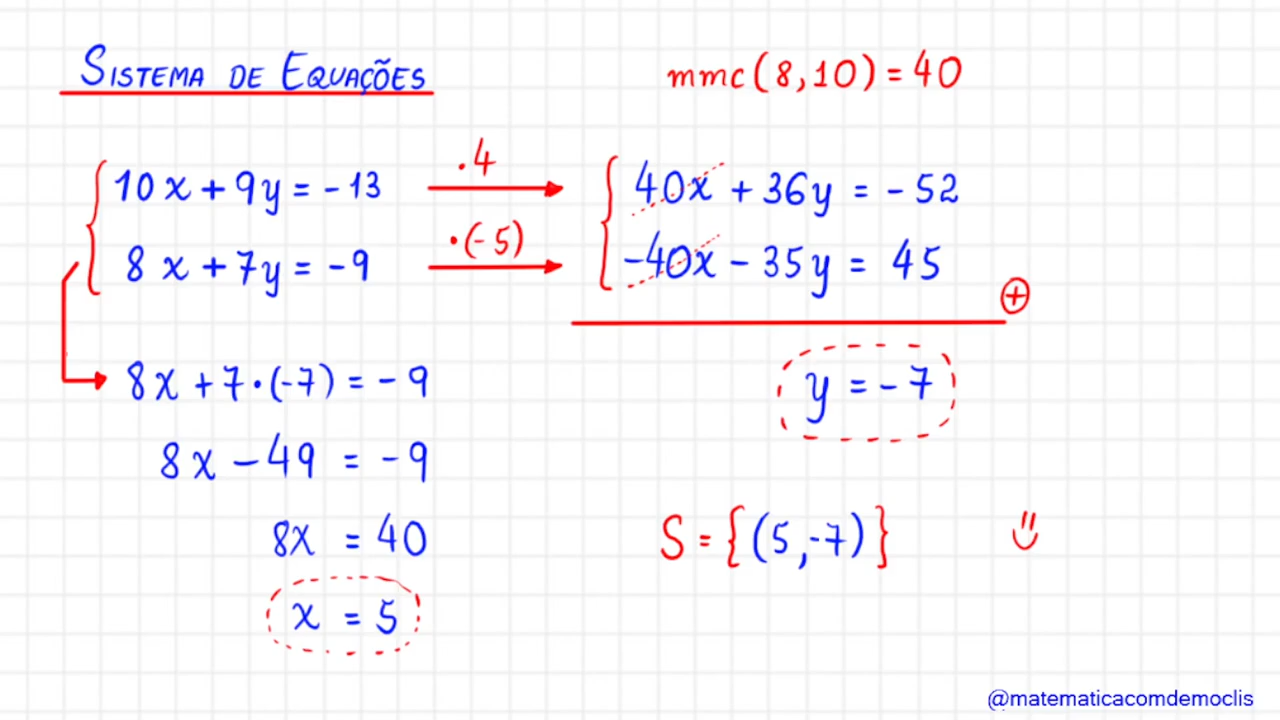 SISTEMA DE EQUAÇÕES
mmc(8,10) = 40
10x + 9y = -13
8x + 7y = -9
.4
·(-5)
40x + 36y = -52
-40x - 35y = 45
+
y = -7
8x + 7·(-7) = -9
8x - 49 = -9
8x = 40
x = 5
S = {(5,-7)}
@matematicacomdemoclis